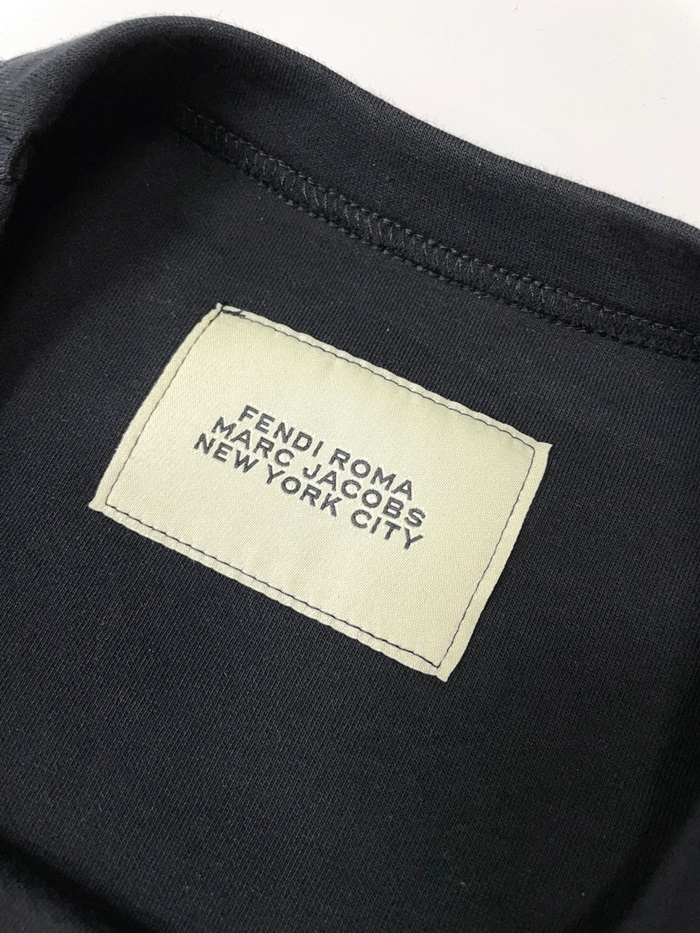 FENDI ROMA
MARC JACOBS
NEW YORK CITY